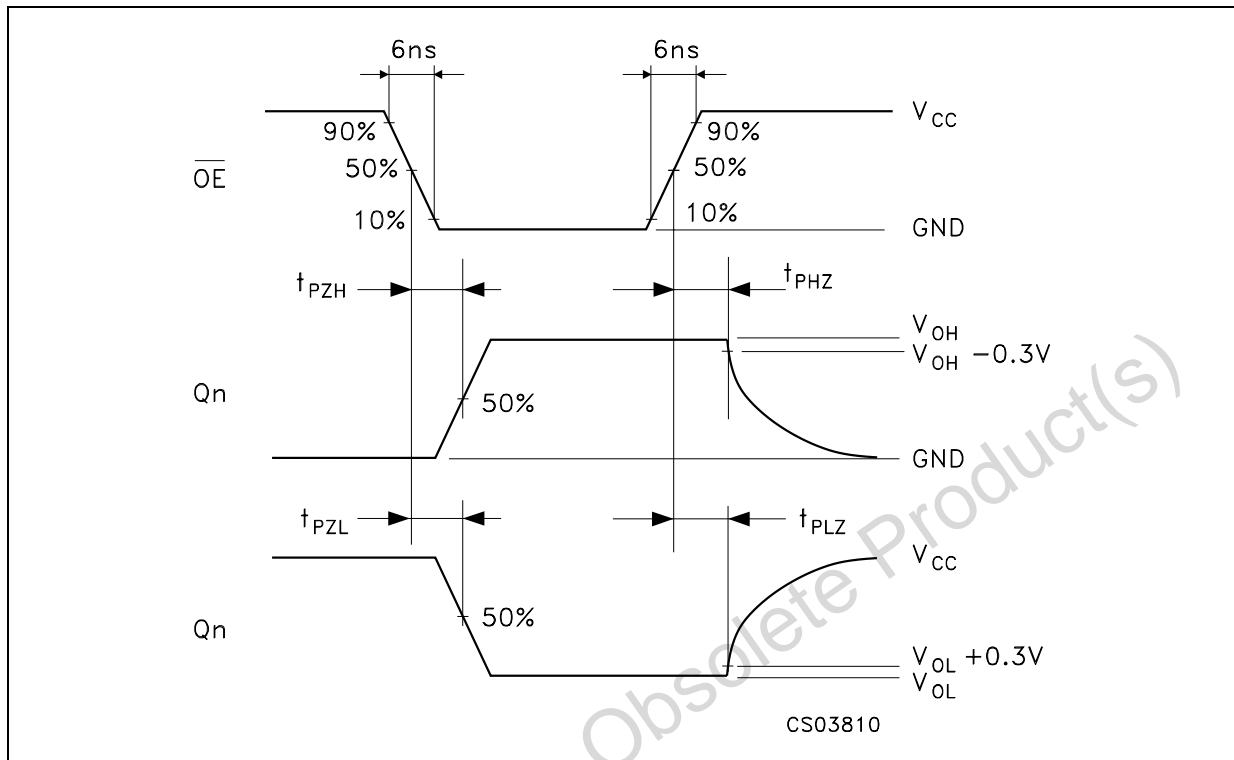 6ns 6ns
90% 90% V_CC
O̅E̅ 50% 50%
10% 10% GND
t_PZH t_PHZ
V_OH
V_OH -0.3V
Qn 50%
GND
t_PZL t_PLZ
V_CC
Qn 50%
V_OL +0.3V
V_OL
CS03810
Obsolete Product(s)